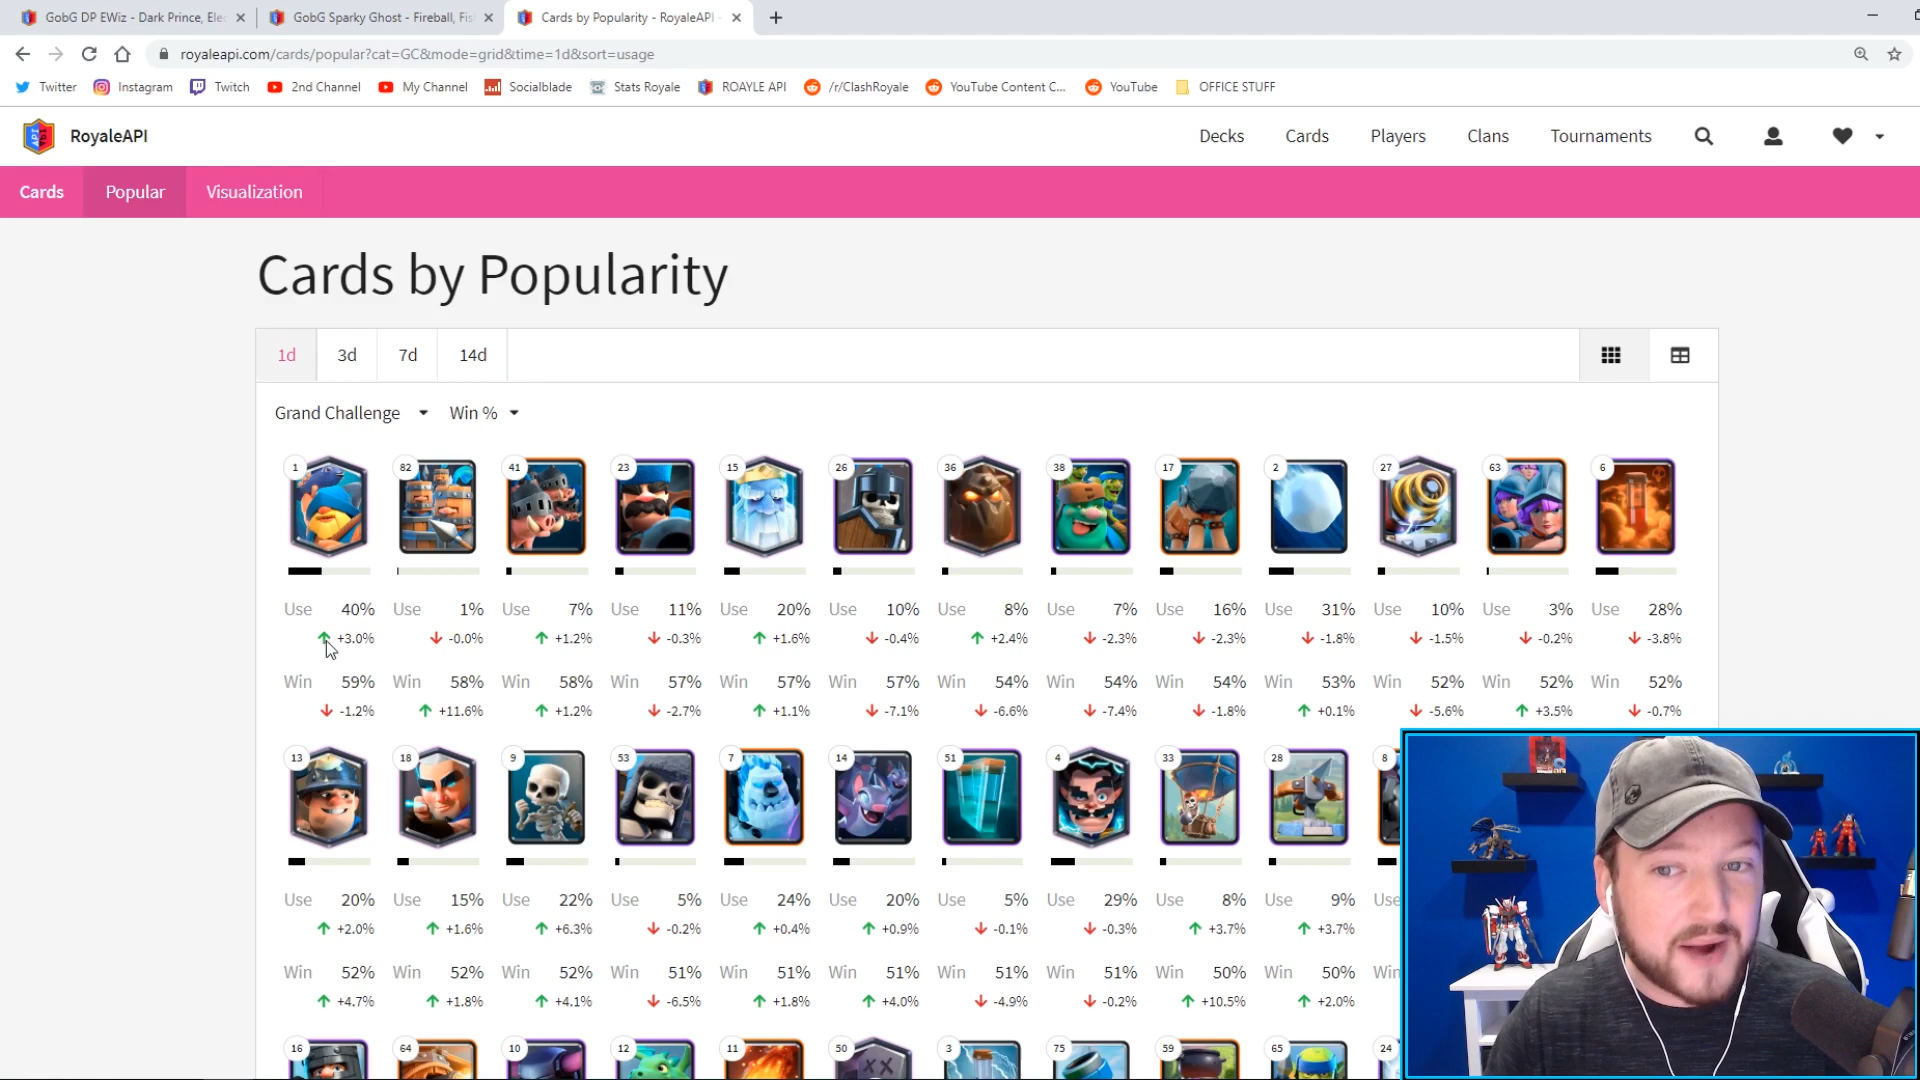 GobG DP EWiz - Dark Prince, Ele
GobG Sparky Ghost - Fireball, Fis
Cards by Popularity - RoyaleAPI -
royaleapi.com/cards/popular?cat=GC&mode=grid&time=1d&sort=usage
Twitter Instagram Twitch 2nd Channel My Channel Socialblade Stats Royale ROAYLE API /r/ClashRoyale YouTube Content C... YouTube OFFICE STUFF
RoyaleAPI Decks Cards Players Clans Tournaments
Cards Popular Visualization
Cards by Popularity
1d 3d 7d 14d
Grand Challenge Win %
1 82 41 23 15 26 36 38 17 2 27 63 6
Use 40% Use 1% Use 7% Use 11% Use 20% Use 10% Use 8% Use 7% Use 16% Use 31% Use 10% Use 3% Use 28%
+3.0% -0.0% +1.2% -0.3% +1.6% -0.4% +2.4% -2.3% -2.3% -1.8% -1.5% -0.2% -3.8%
Win 59% Win 58% Win 58% Win 57% Win 57% Win 57% Win 54% Win 54% Win 54% Win 53% Win 52% Win 52% Win 52%
-1.2% +11.6% +1.2% -2.7% +1.1% -7.1% -6.6% -7.4% -1.8% +0.1% -5.6% +3.5% -0.7%
13 18 9 53 7 14 51 4 33 28 8
Use 20% Use 15% Use 22% Use 5% Use 24% Use 20% Use 5% Use 29% Use 8% Use 9% Use
+2.0% +1.6% +6.3% -0.2% +0.4% +0.9% -0.1% -0.3% +3.7% +3.7%
Win 52% Win 52% Win 52% Win 51% Win 51% Win 51% Win 51% Win 51% Win 50% Win 50% Win
+4.7% +1.8% +4.1% -6.5% +1.8% +4.0% -4.9% -0.2% +10.5% +2.0%
16 64 10 12 11 50 3 75 59 65 24